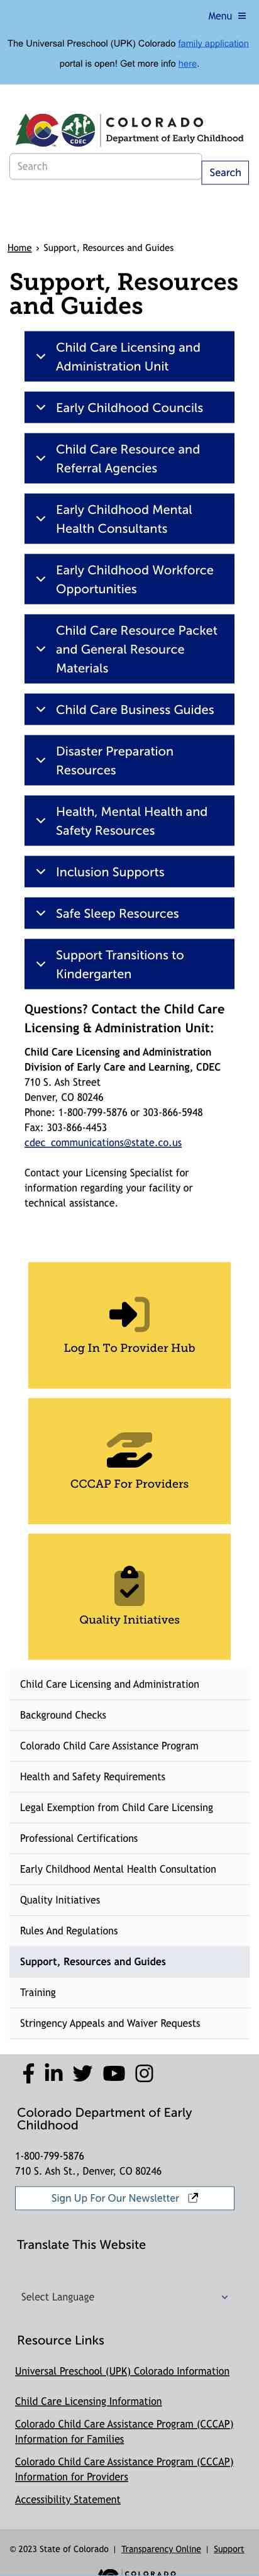 Menu
The Universal Preschool (UPK) Colorado family application
portal is open! Get more info here.
CDEC
COLORADO
Department of Early Childhood
Search
Search
Home › Support, Resources and Guides
Support, Resources
and Guides
Child Care Licensing and
Administration Unit
Early Childhood Councils
Child Care Resource and
Referral Agencies
Early Childhood Mental
Health Consultants
Early Childhood Workforce
Opportunities
Child Care Resource Packet
and General Resource
Materials
Child Care Business Guides
Disaster Preparation
Resources
Health, Mental Health and
Safety Resources
Inclusion Supports
Safe Sleep Resources
Support Transitions to
Kindergarten
Questions? Contact the Child Care
Licensing & Administration Unit:
Child Care Licensing and Administration
Division of Early Care and Learning, CDEC
710 S. Ash Street
Denver, CO 80246
Phone: 1-800-799-5876 or 303-866-5948
Fax: 303-866-4453
cdec_communications@state.co.us
Contact your Licensing Specialist for
information regarding your facility or
technical assistance.
Log In To Provider Hub
CCCAP For Providers
Quality Initiatives
Child Care Licensing and Administration
Background Checks
Colorado Child Care Assistance Program
Health and Safety Requirements
Legal Exemption from Child Care Licensing
Professional Certifications
Early Childhood Mental Health Consultation
Quality Initiatives
Rules And Regulations
Support, Resources and Guides
Training
Stringency Appeals and Waiver Requests
Colorado Department of Early
Childhood
1-800-799-5876
710 S. Ash St., Denver, CO 80246
Sign Up For Our Newsletter
Translate This Website
Select Language
Resource Links
Universal Preschool (UPK) Colorado Information
Child Care Licensing Information
Colorado Child Care Assistance Program (CCCAP)
Information for Families
Colorado Child Care Assistance Program (CCCAP)
Information for Providers
Accessibility Statement
© 2023 State of Colorado | Transparency Online | Support
COLORADO